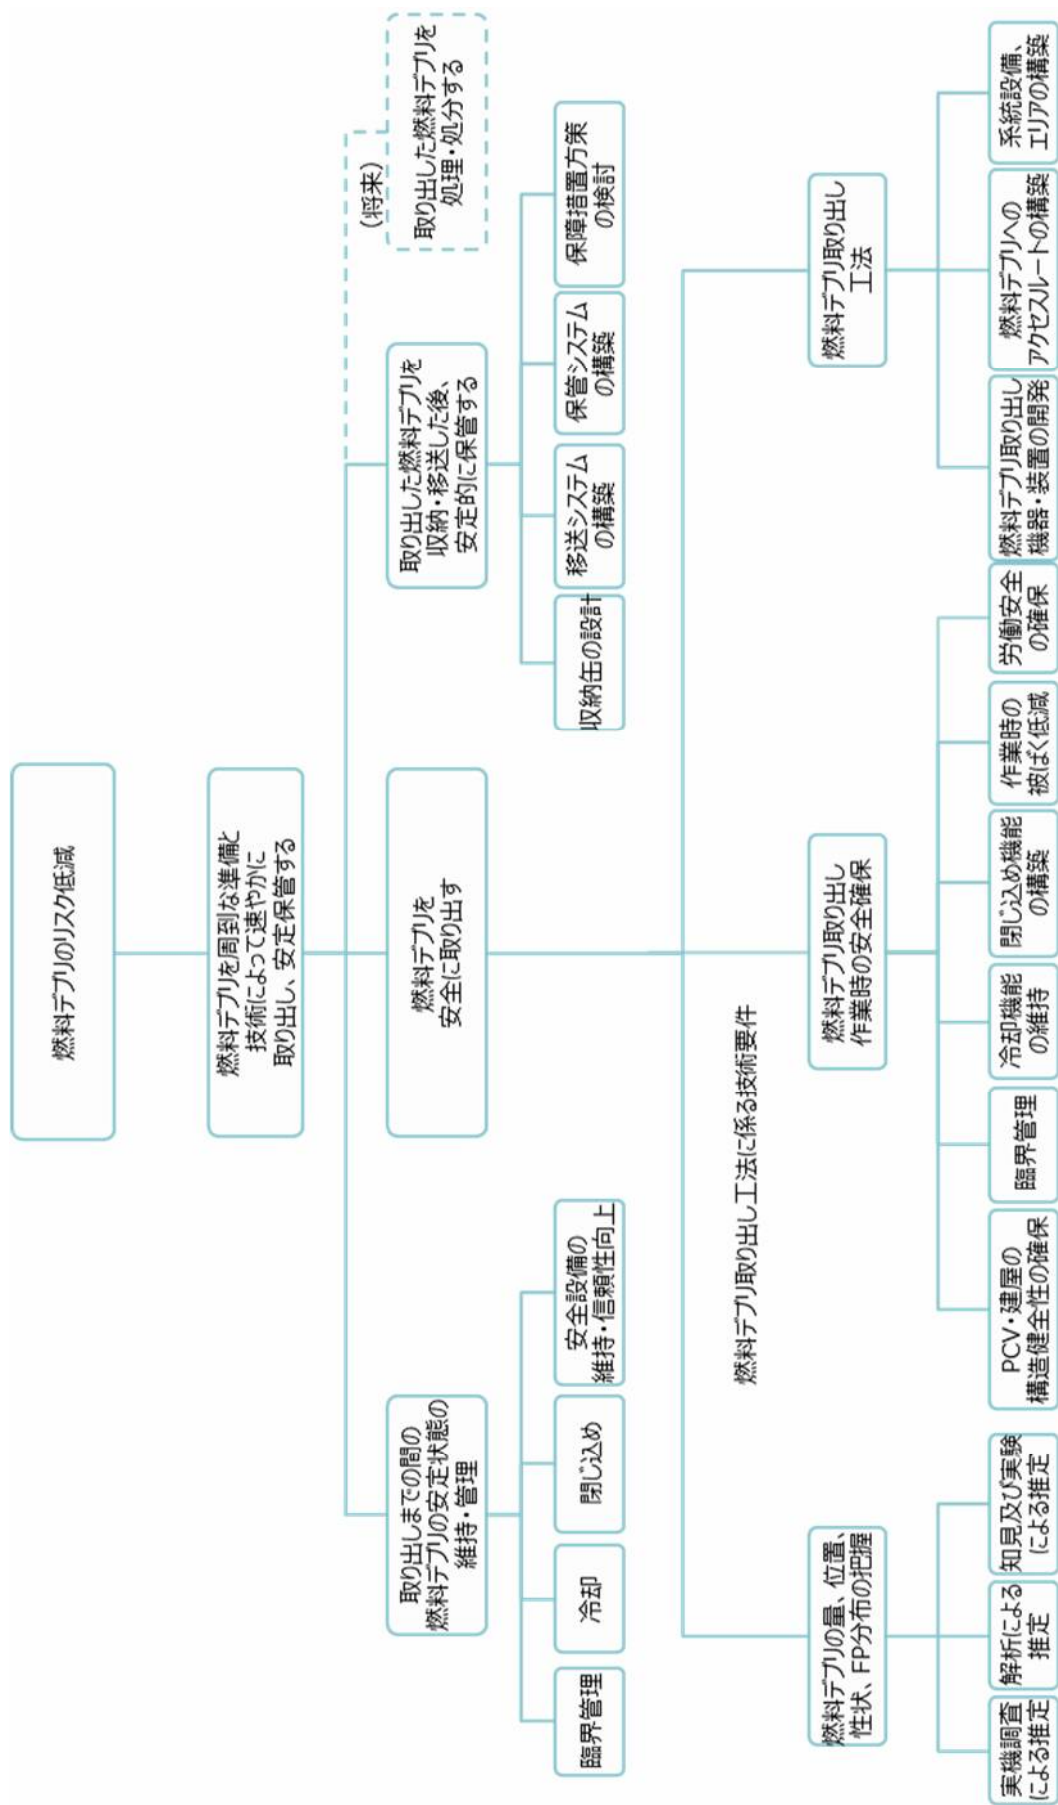 燃料デブリのリスク低減
燃料デブリを周到な準備と
技術によって速やかに
取り出し、安定保管する
取り出しまでの間の
燃料デブリの安定状態の
維持・管理
燃料デブリを
安全に取り出す
取り出した燃料デブリを
収納・移送した後、
安定的に保管する
(将来)
取り出した燃料デブリを
処理・処分する
臨界管理
冷却
閉じ込め
安全設備の
維持・信頼性向上
収納缶の設計
移送システム
の構築
保管システム
の構築
保障措置方策
の検討
燃料デブリ取り出し工法に係る技術要件
燃料デブリの量、位置、
性状、FP分布の把握
燃料デブリ取り出し
作業時の安全確保
燃料デブリ取り出し
工法
実機調査
による推定
解析による
推定
知見及び実験
による推定
PCV・建屋の
構造健全性の確保
臨界管理
冷却機能
の維持
閉じ込め機能
の構築
作業時の
被ばく低減
労働安全
の確保
燃料デブリ取り出し
機器・装置の開発
燃料デブリへの
アクセスルートの構築
系統設備、
エリアの構築